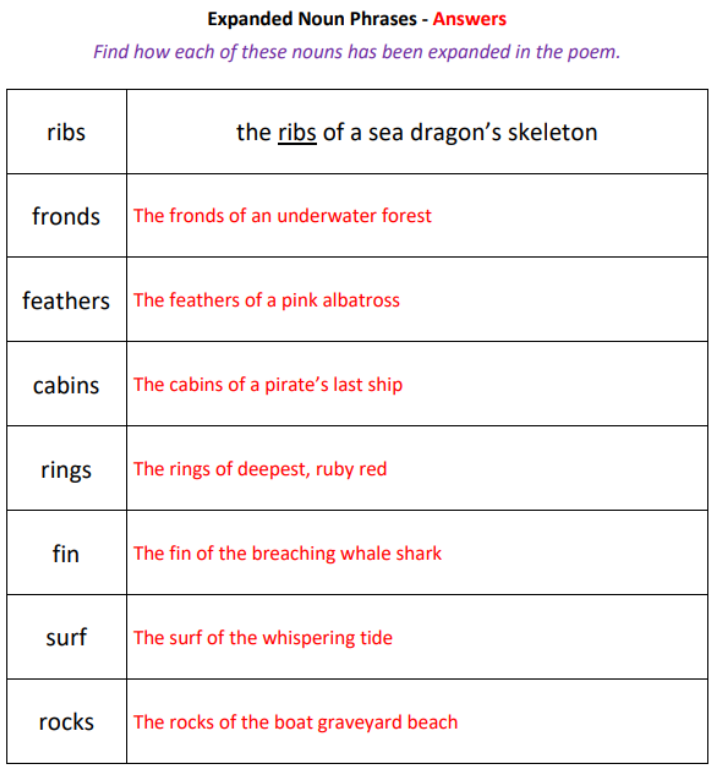 Expanded Noun Phrases - Answers
Find how each of these nouns has been expanded in the poem.
ribs the ribs of a sea dragon’s skeleton
fronds The fronds of an underwater forest
feathers The feathers of a pink albatross
cabins The cabins of a pirate’s last ship
rings The rings of deepest, ruby red
fin The fin of the breaching whale shark
surf The surf of the whispering tide
rocks The rocks of the boat graveyard beach